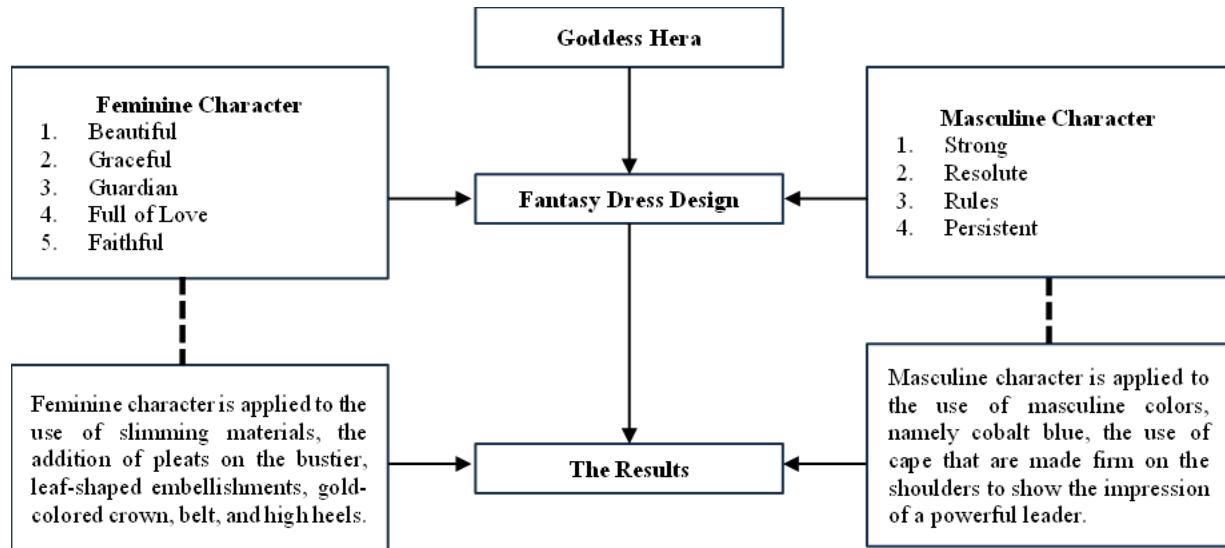 Goddess Hera
Feminine Character
1. Beautiful
2. Graceful
3. Guardian
4. Full of Love
5. Faithful
Masculine Character
1. Strong
2. Resolute
3. Rules
4. Persistent
Fantasy Dress Design
Feminine character is applied to the
use of slimming materials, the
addition of pleats on the bustier,
leaf-shaped embellishments, gold-
colored crown, belt, and high heels.
Masculine character is applied to
the use of masculine colors,
namely cobalt blue, the use of
cape that are made firm on the
shoulders to show the impression
of a powerful leader.
The Results